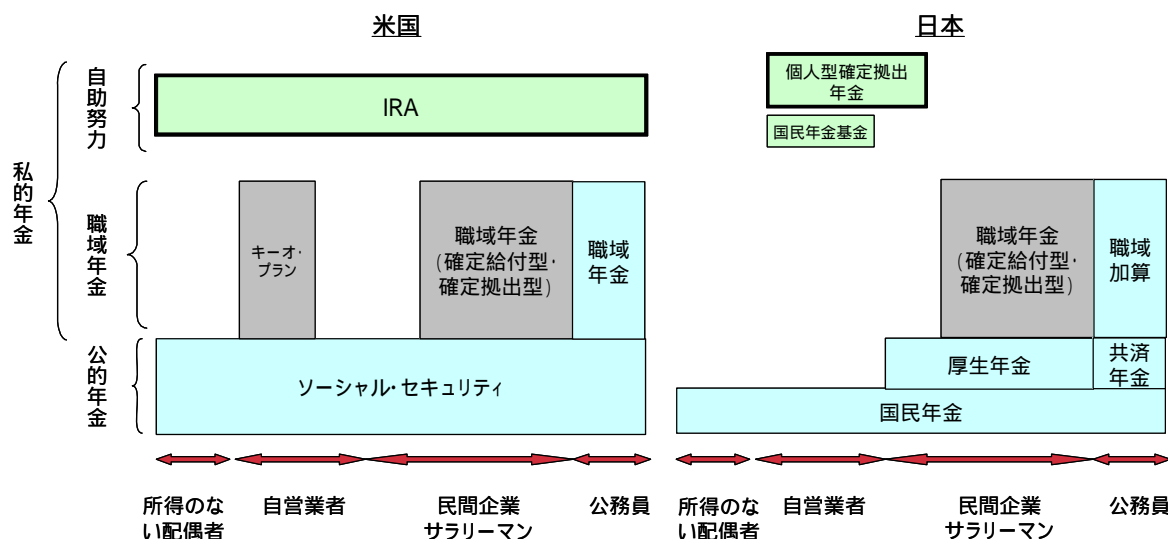 米国
日本
私的年金
自助努力
職域年金
公的年金
IRA
キーオ・
プラン
職域年金
(確定給付型・
確定拠出型)
職域
年金
ソーシャル・セキュリティ
所得のな
い配偶者
自営業者
民間企業
サラリーマン
公務員
個人型確定拠出
年金
国民年金基金
職域年金
(確定給付型・
確定拠出型)
職域
加算
厚生年金
共済
年金
国民年金
所得のな
い配偶者
自営業者
民間企業
サラリーマン
公務員